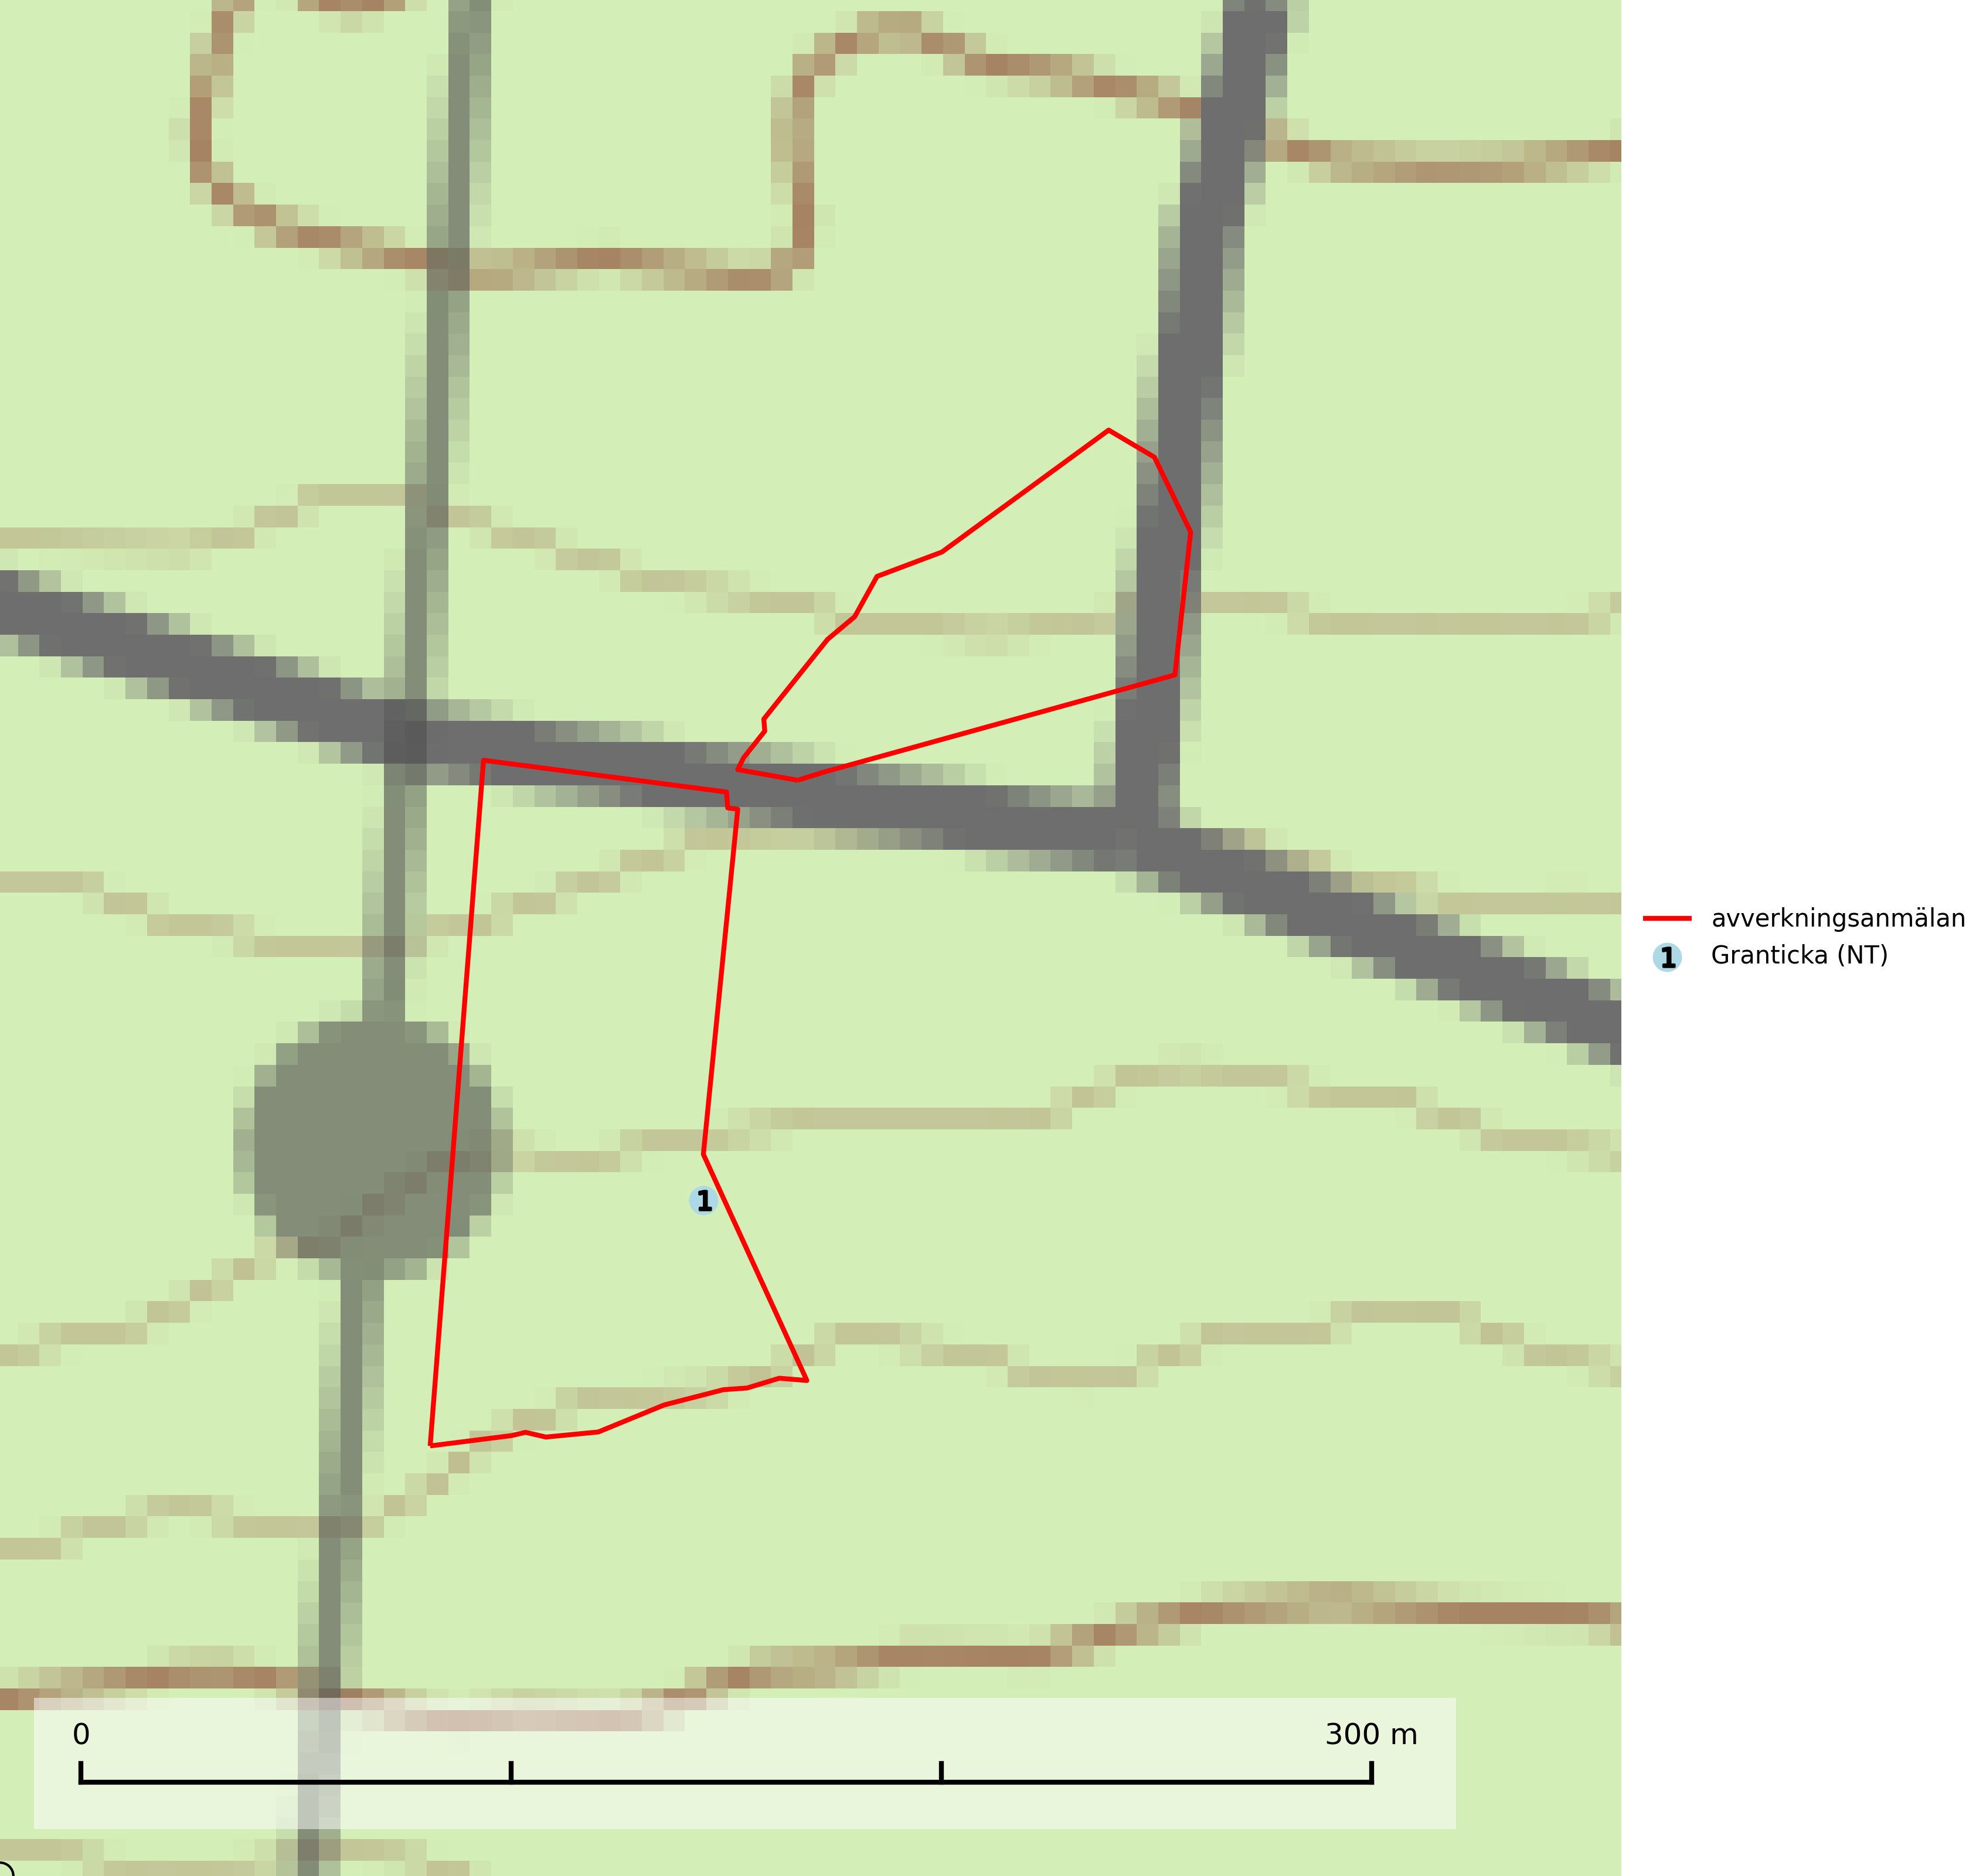 avverkningsanmälan
1 Granticka (NT)
1
0 300 m